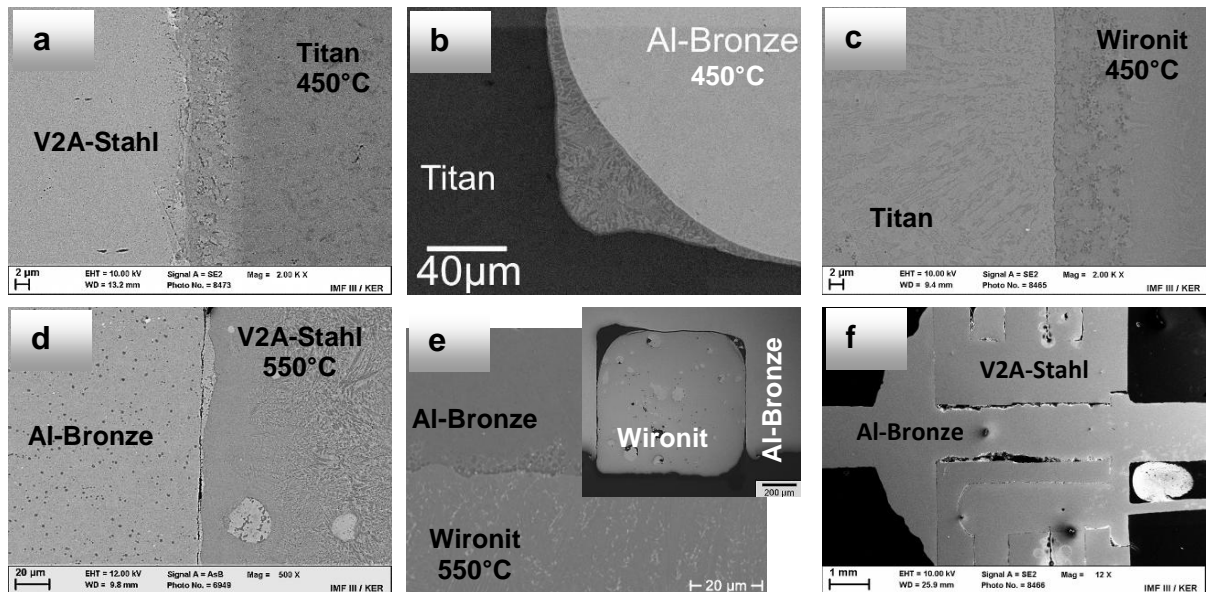 a
Titan
450°C
V2A-Stahl
2 µm
EHT = 10.00 kV
WD = 13.2 mm
Signal A = SE2
Photo No. = 8473
Mag = 2.00 K X
IMF III / KER
b
Al-Bronze
450°C
Titan
40µm
c
Wironit
450°C
Titan
2 µm
EHT = 10.00 kV
WD = 9.4 mm
Signal A = SE2
Photo No. = 8465
Mag = 2.00 K X
IMF III / KER
d
V2A-Stahl
550°C
Al-Bronze
20 µm
EHT = 12.00 kV
WD = 9.8 mm
Signal A = AsB
Photo No. = 6949
Mag = 500 X
IMF III / KER
e
Al-Bronze
Wironit
Al-Bronze
200 µm
Wironit
550°C
20 µm
f
V2A-Stahl
Al-Bronze
1 mm
EHT = 10.00 kV
WD = 25.9 mm
Signal A = SE2
Photo No. = 8466
Mag = 12 X
IMF III / KER